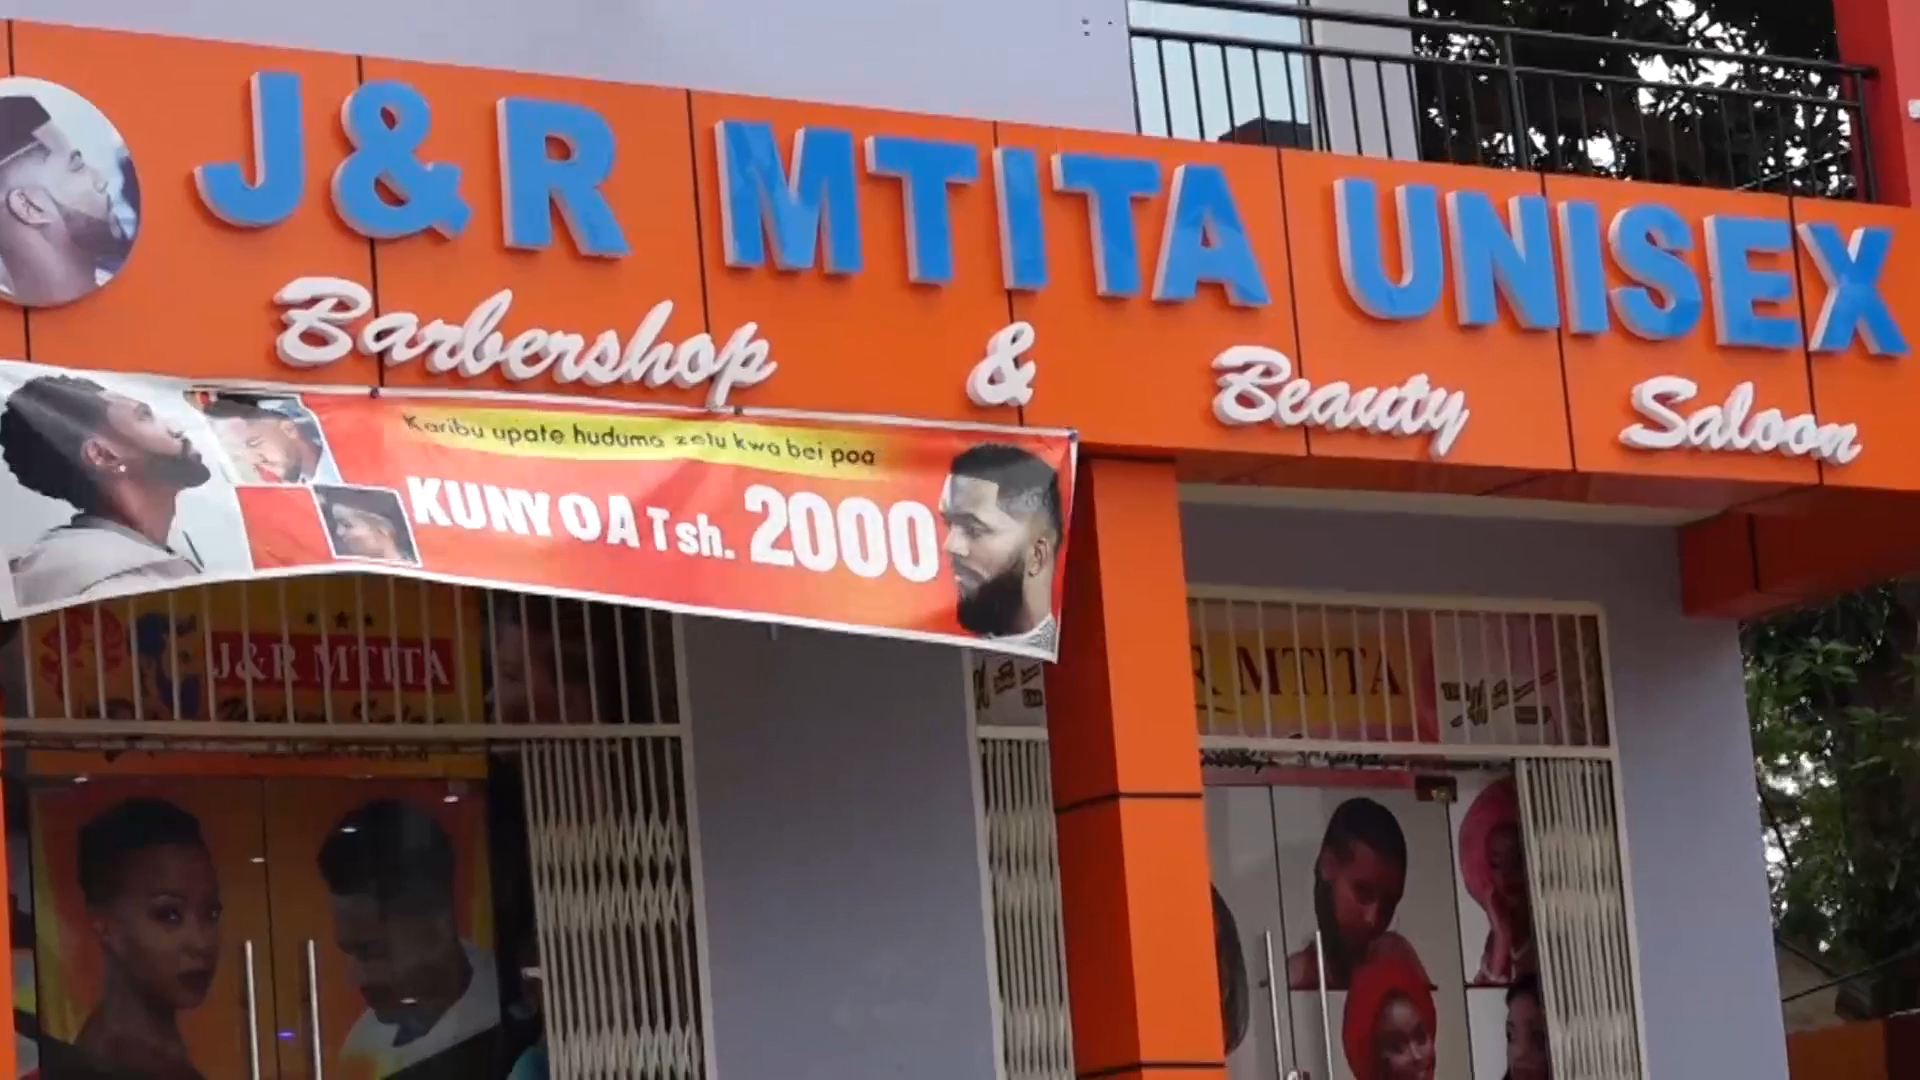 J&R MTITA UNISEX
Barbershop & Beauty Saloon
Karibu upate huduma zetu kwa bei poa
KUNYOA Tsh. 2000
J&R MTITA
R MTITA